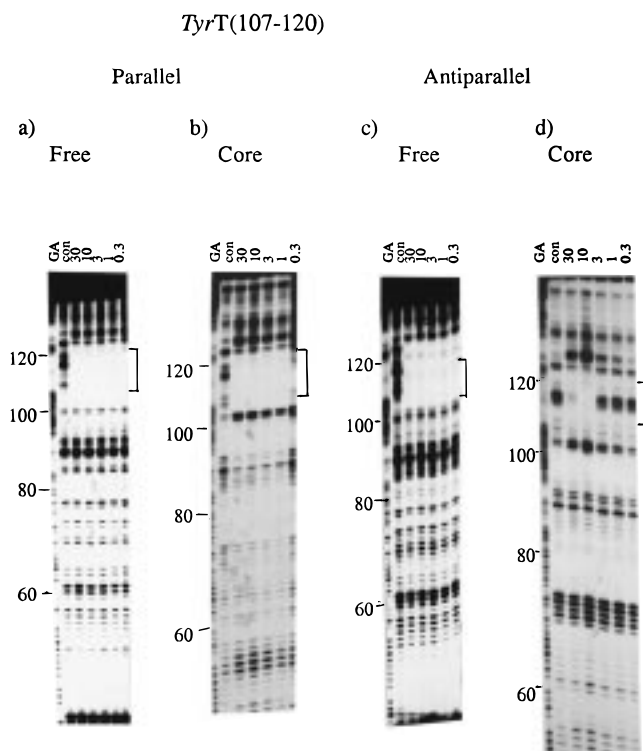 TyrT(107-120)
Parallel Antiparallel
a) b) c) d)
Free Core Free Core
GA con 30 10 3 1 0.3 GA con 30 10 3 1 0.3 GA con 30 10 3 1 0.3 GA con 30 10 3 1 0.3
120 100 80 60
120 100 80 60
120 100 80 60
120 100 80 60